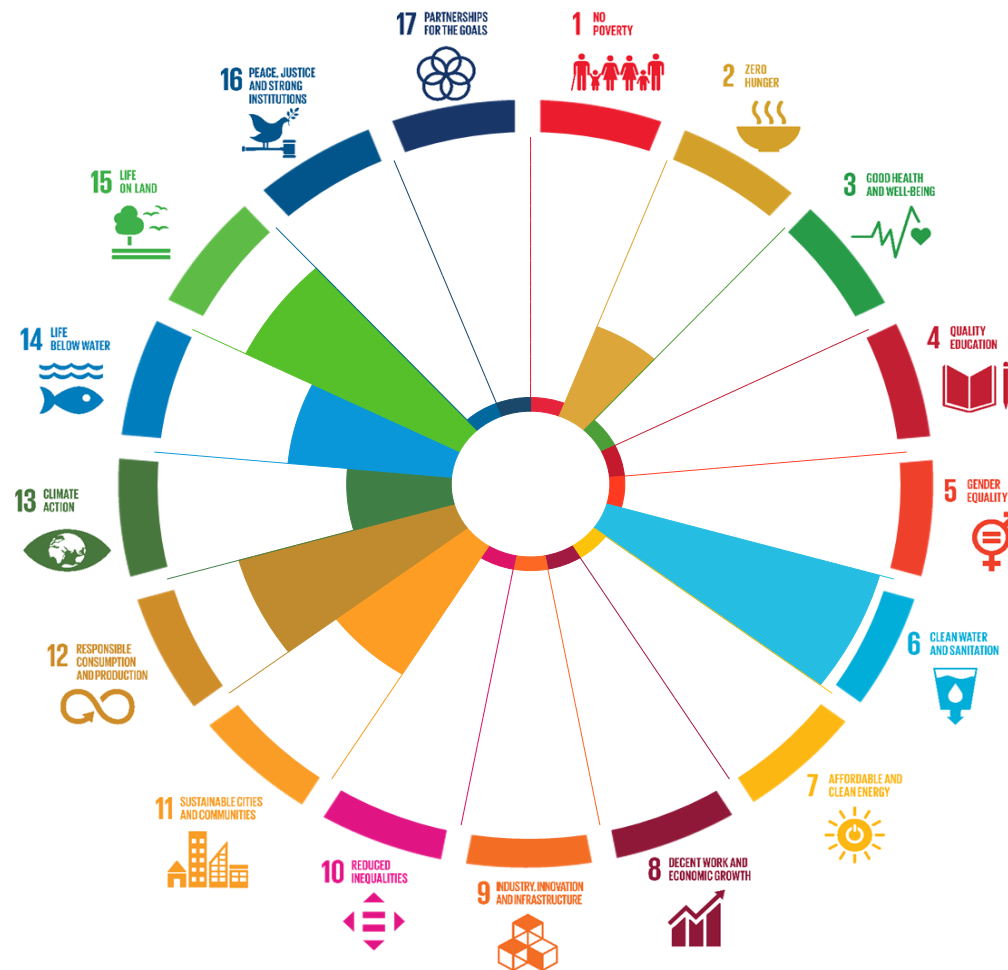 1 NO
POVERTY
2 ZERO
HUNGER
3 GOOD HEALTH
AND WELL-BEING
4 QUALITY
EDUCATION
5 GENDER
EQUALITY
6 CLEAN WATER
AND SANITATION
7 AFFORDABLE AND
CLEAN ENERGY
8 DECENT WORK AND
ECONOMIC GROWTH
9 INDUSTRY, INNOVATION
AND INFRASTRUCTURE
10 REDUCED
INEQUALITIES
11 SUSTAINABLE CITIES
AND COMMUNITIES
12 RESPONSIBLE
CONSUMPTION
AND PRODUCTION
13 CLIMATE
ACTION
14 LIFE
BELOW WATER
15 LIFE
ON LAND
16 PEACE, JUSTICE
AND STRONG
INSTITUTIONS
17 PARTNERSHIPS
FOR THE GOALS